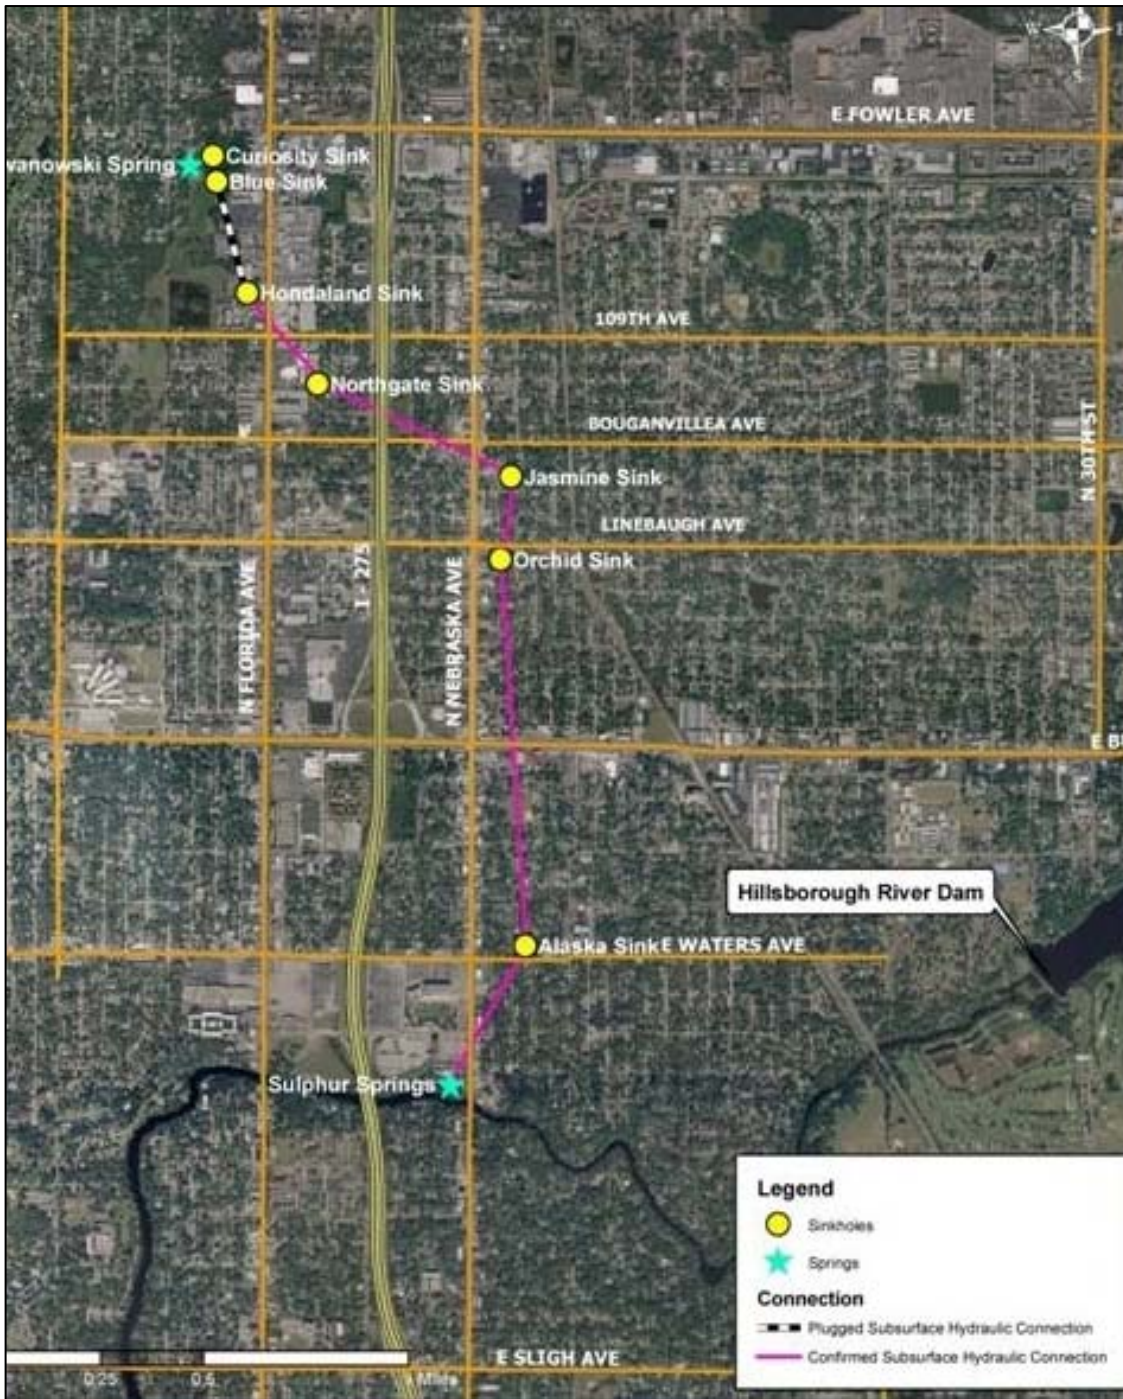 W
E
S
E FOWLER AVE
Curiosity Sink
wanowski Spring
Blue Sink
Hondaland Sink
109TH AVE
Northgate Sink
BOUGANVILLEA AVE
N 30TH ST
Jasmine Sink
LINEBAUGH AVE
Orchid Sink
I - 275
N FLORIDA AVE
N NEBRASKA AVE
E B
Hillsborough River Dam
Alaska Sink
E WATERS AVE
Sulphur Springs
Legend
Sinkholes
Springs
Connection
Plugged Subsurface Hydraulic Connection
Confirmed Subsurface Hydraulic Connection
E SLIGH AVE
0.25
0.5
Miles